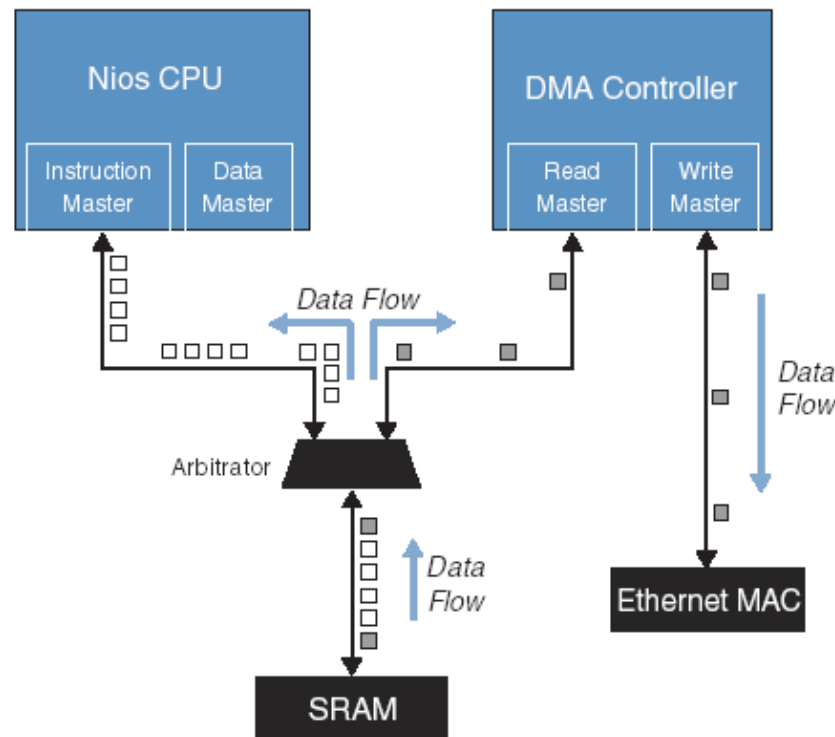 Nios CPU
DMA Controller
Instruction
Master
Data
Master
Read
Master
Write
Master
Data Flow
Data
Flow
Arbitrator
Data
Flow
Ethernet MAC
SRAM